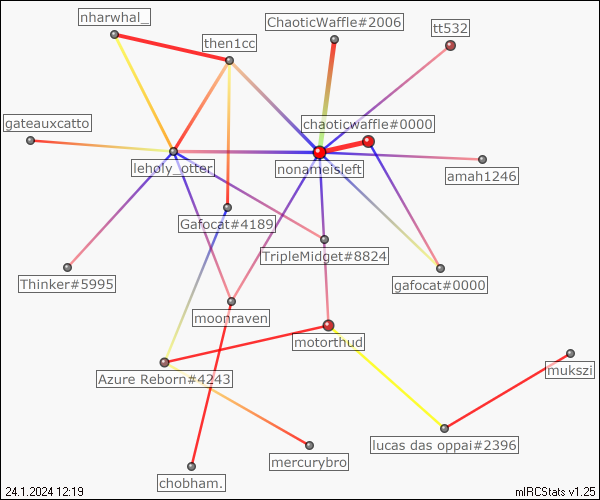 nharwhal_
ChaoticWaffle#2006
tt532
then1cc
gateauxcatto
chaoticwaffle#0000
leholy_otter
nonameisleft
amah1246
Gafocat#4189
TripleMidget#8824
Thinker#5995
gafocat#0000
moonraven
motorthud
Azure Reborn#4243
mukszi
lucas das oppai#2396
mercurybro
chobham.
24.1.2024 12:19
mIRCStats v1.25